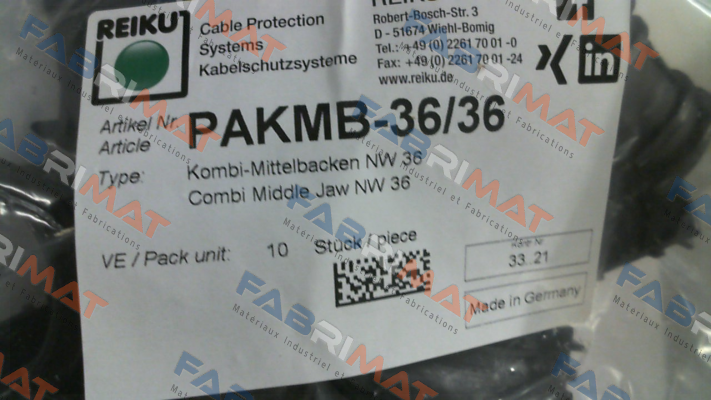 REIKU
Cable Protection
Systems
Kabelschutzsysteme
Robert-Bosch-Str. 3
D - 51674 Wiehl-Bomig
Tel.: +49 (0) 2261 70 01 -0
Fax: +49 (0) 2261 70 01 -24
www.reiku.de
in
Artikel Nr.
Article
PAKMB-36/36
Type:
Kombi-Mittelbacken NW 36
Combi Middle Jaw NW 36
VE / Pack unit: 10 Stück / piece
33 21
Made in Germany
FABRIMAT
Materiaux Industriel et Fabrications